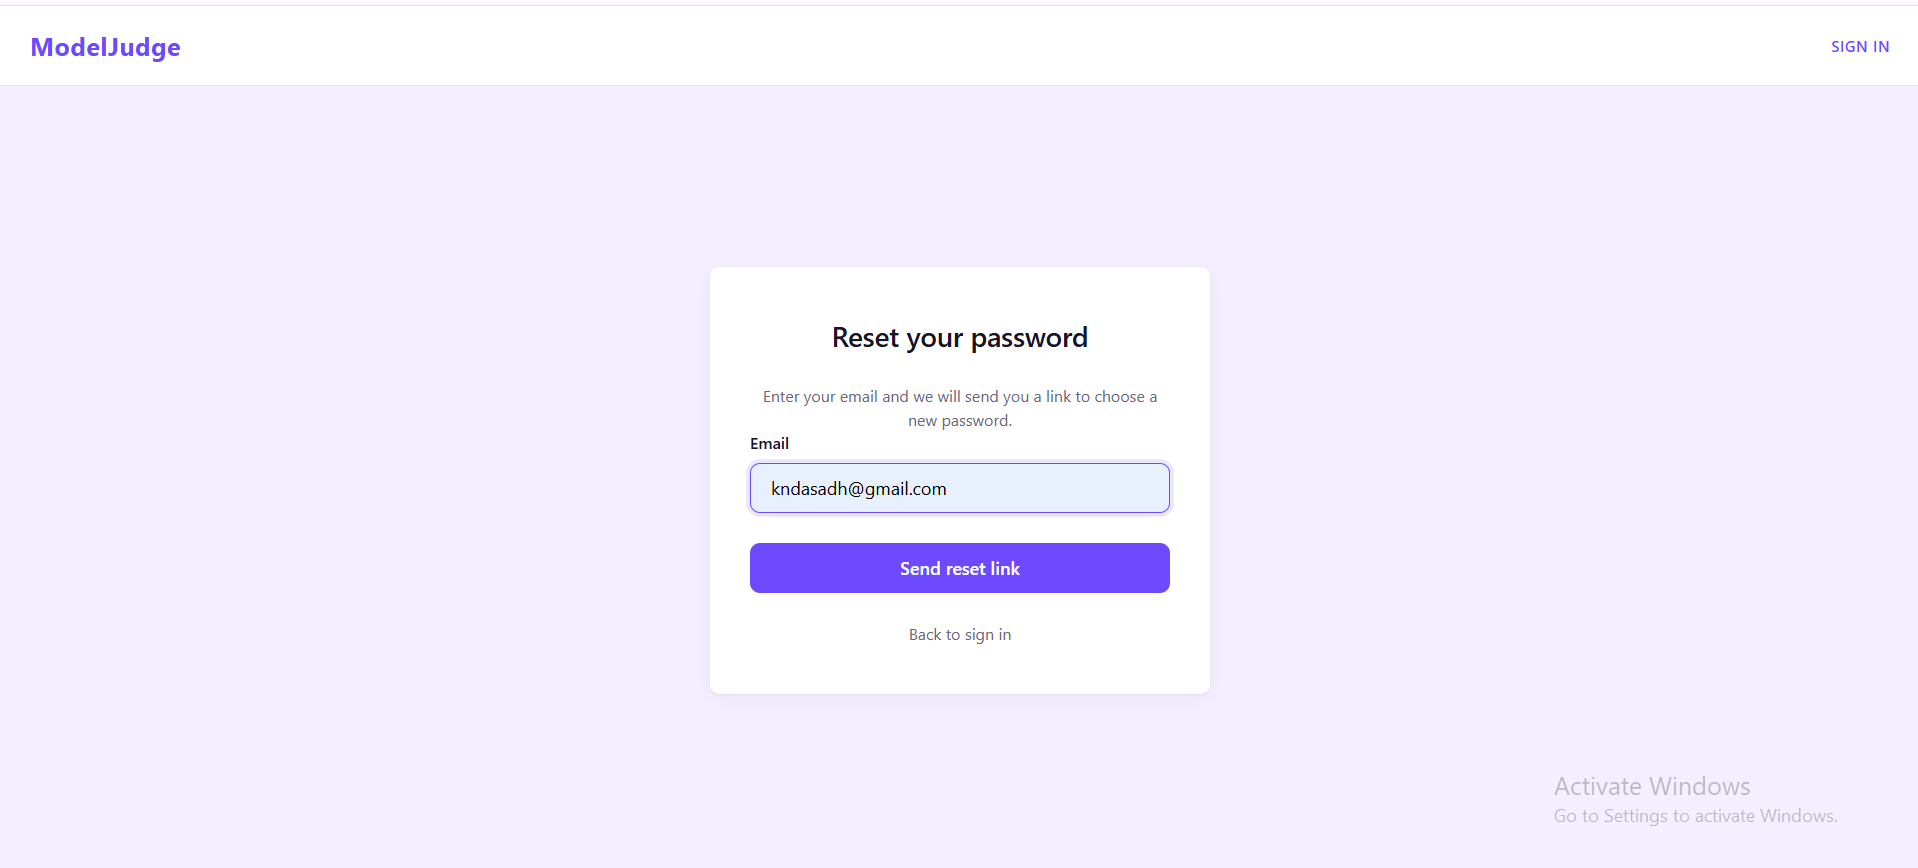 ModelJudge
SIGN IN
Reset your password
Enter your email and we will send you a link to choose a
new password.
Email
kndasadh@gmail.com
Send reset link
Back to sign in
Activate Windows
Go to Settings to activate Windows.